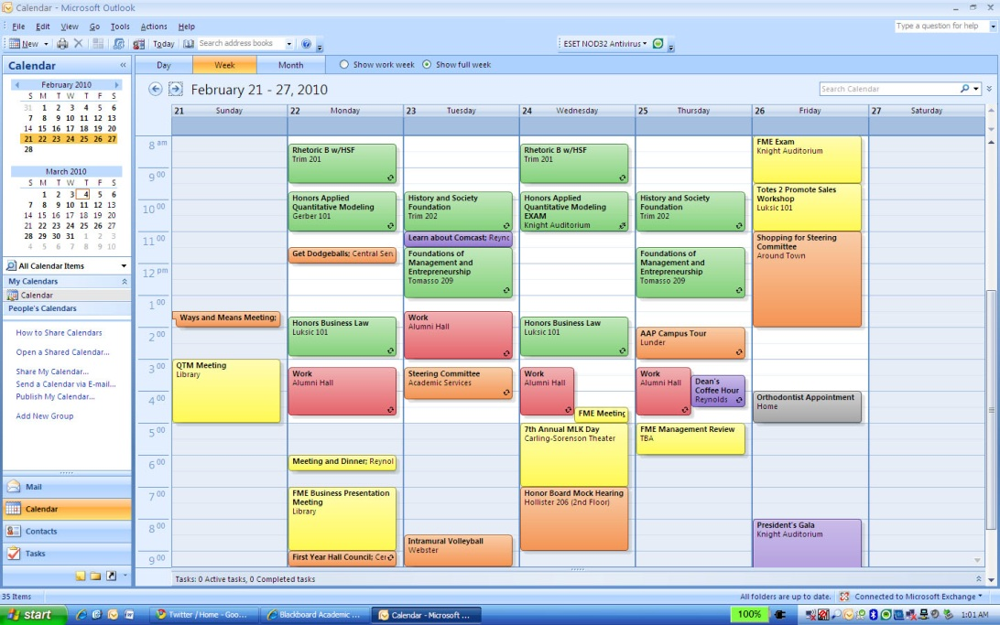 Calendar - Microsoft Outlook
File Edit View Go Tools Actions Help
Type a question for help
New Today Search address books
ESET NOD32 Antivirus
Calendar
February 2010
S M T W T F S
31 1 2 3 4 5 6
7 8 9 10 11 12 13
14 15 16 17 18 19 20
21 22 23 24 25 26 27
28
March 2010
S M T W T F S
1 2 3 4 5 6
7 8 9 10 11 12 13
14 15 16 17 18 19 20
21 22 23 24 25 26 27
28 29 30 31 1 2 3
4 5 6 7 8 9 10
All Calendar Items
My Calendars
Calendar
People's Calendars
How to Share Calendars
Open a Shared Calendar...
Share My Calendar...
Send a Calendar via E-mail...
Publish My Calendar...
Add New Group
Mail
Calendar
Contacts
Tasks
Day Week Month Show work week Show full week
February 21 - 27, 2010
Search Calendar
21 Sunday
22 Monday
23 Tuesday
24 Wednesday
25 Thursday
26 Friday
27 Saturday
8 am
9 00
10 00
11 00
12 pm
1 00
2 00
3 00
4 00
5 00
6 00
7 00
8 00
9 00
Ways and Means Meeting;
QTM Meeting
Library
Rhetoric B w/HSF
Trim 201
Honors Applied
Quantitative Modeling
Gerber 101
Get Dodgeballs; Central Sen
Honors Business Law
Luksic 101
Work
Alumni Hall
Meeting and Dinner; Reynol
FME Business Presentation
Meeting
Library
First Year Hall Council; Cer
History and Society
Foundation
Trim 202
Learn about Comcast; Reync
Foundations of
Management and
Entrepreneurship
Tomasso 209
Work
Alumni Hall
Steering Committee
Academic Services
Intramural Volleyball
Webster
Rhetoric B w/HSF
Trim 201
Honors Applied
Quantitative Modeling
EXAM
Knight Auditorium
Honors Business Law
Luksic 101
Work
Alumni Hall
FME Meeting
7th Annual MLK Day
Carling-Sorenson Theater
Honor Board Mock Hearing
Hollister 206 (2nd Floor)
History and Society
Foundation
Trim 202
Foundations of
Management and
Entrepreneurship
Tomasso 209
AAP Campus Tour
Lunder
Work
Alumni Hall
Dean's
Coffee Hour
Reynolds
FME Management Review
TBA
FME Exam
Knight Auditorium
Totes 2 Promote Sales
Workshop
Luksic 101
Shopping for Steering
Committee
Around Town
Orthodontist Appointment
Home
President's Gala
Knight Auditorium
Tasks: 0 Active tasks, 0 Completed tasks
35 Items
All folders are up to date. Connected to Microsoft Exchange
start
Twitter / Home - Goo...
Blackboard Academic ...
Calendar - Microsoft ...
100%
1:01 AM